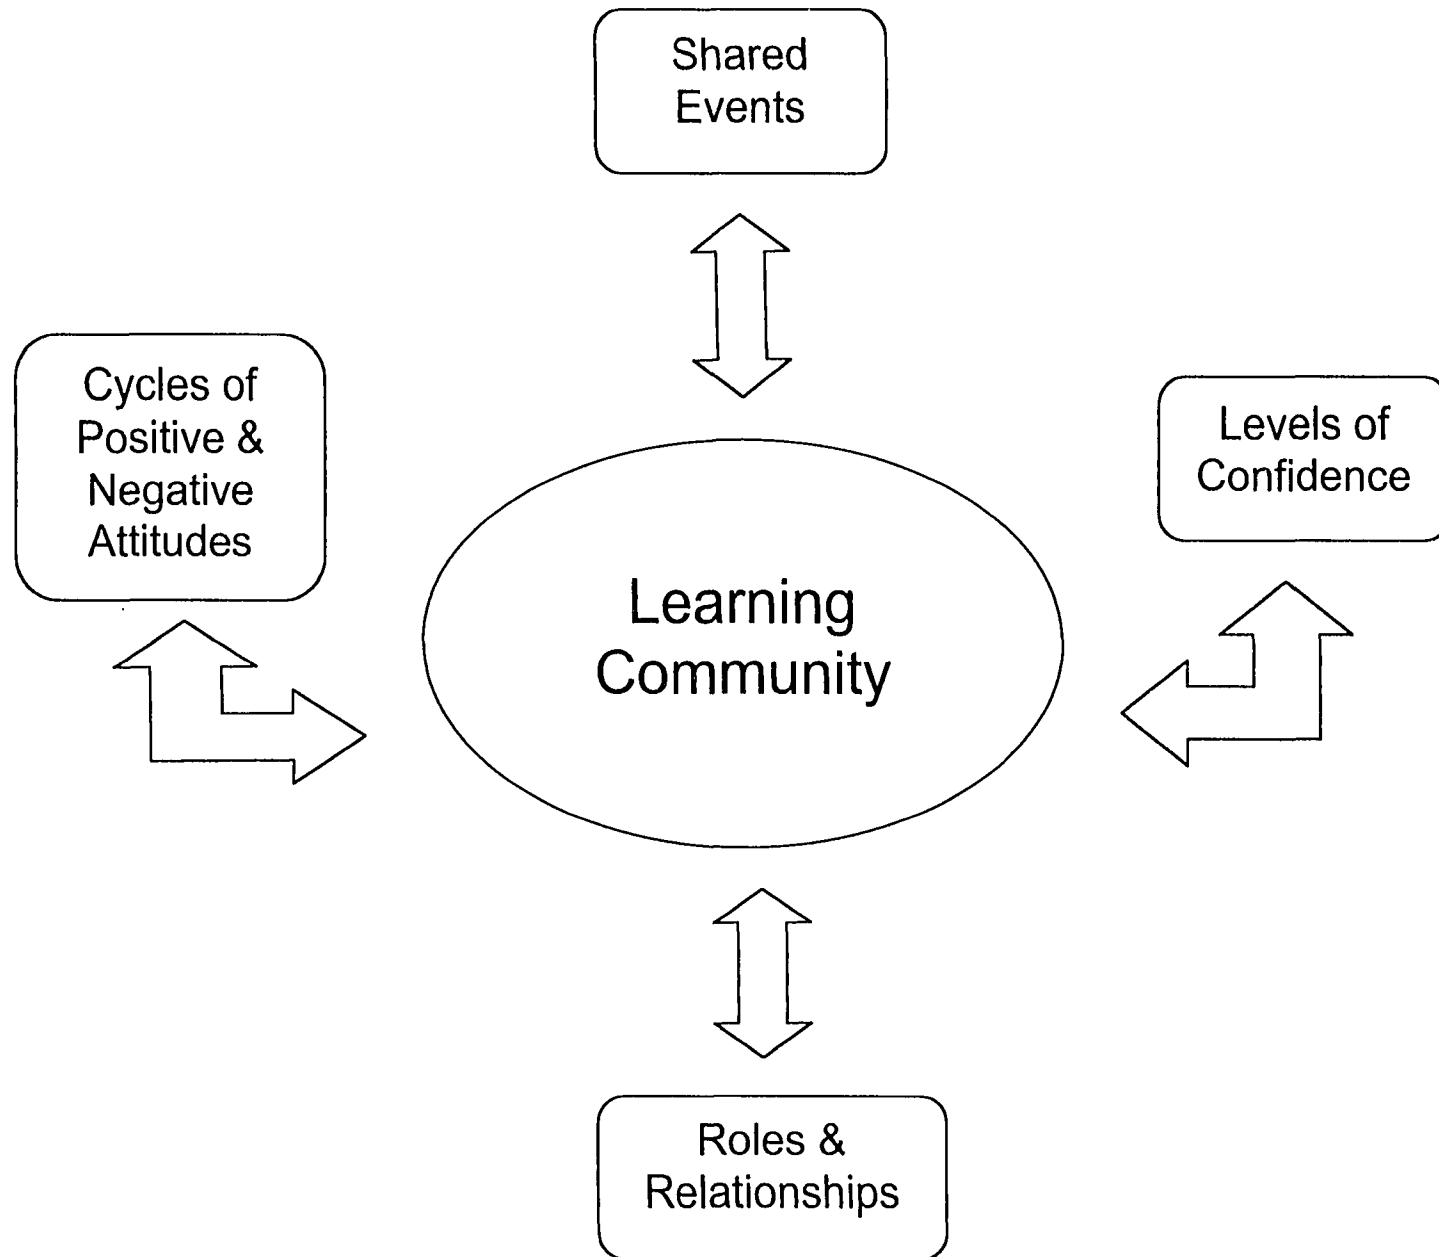 Shared
Events
Cycles of
Positive &
Negative
Attitudes
Levels of
Confidence
Learning
Community
Roles &
Relationships